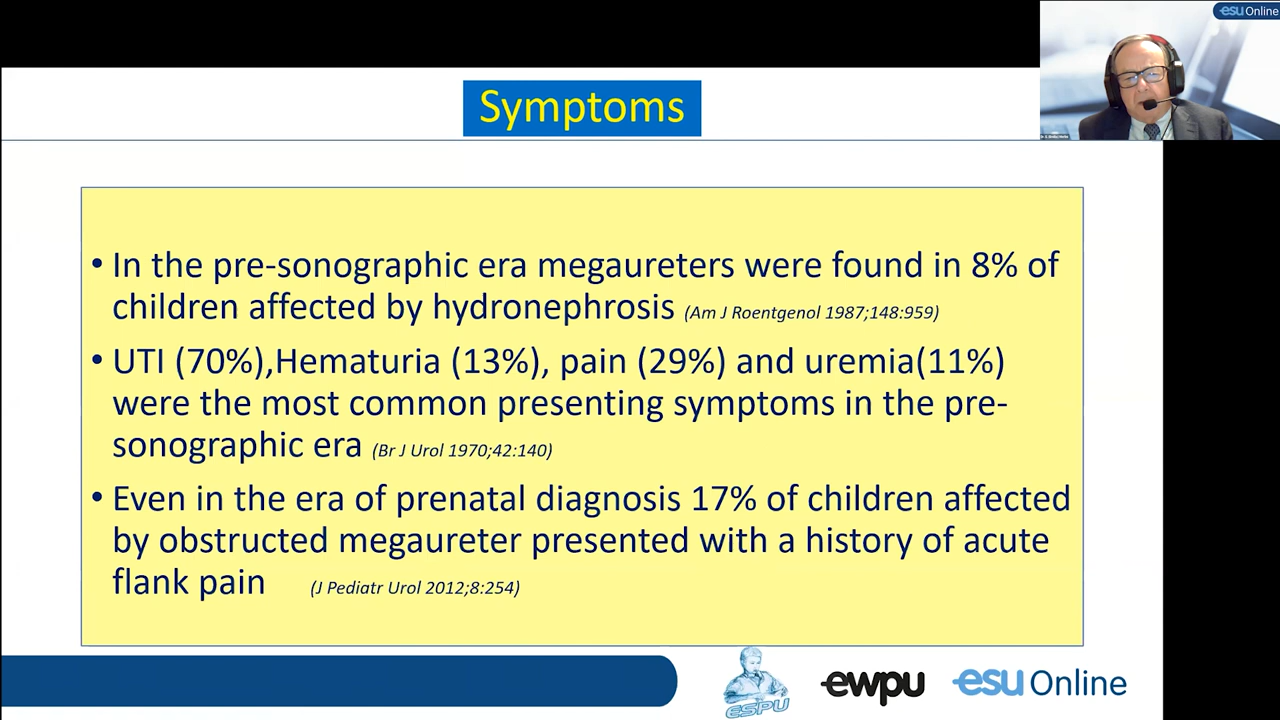 esu Online
Symptoms
• In the pre-sonographic era megaureters were found in 8% of
children affected by hydronephrosis (Am J Roentgenol 1987;148:959)
• UTI (70%),Hematuria (13%), pain (29%) and uremia(11%)
were the most common presenting symptoms in the pre-
sonographic era (Br J Urol 1970;42:140)
• Even in the era of prenatal diagnosis 17% of children affected
by obstructed megaureter presented with a history of acute
flank pain (J Pediatr Urol 2012;8:254)
ESPU
ewpu
esu Online